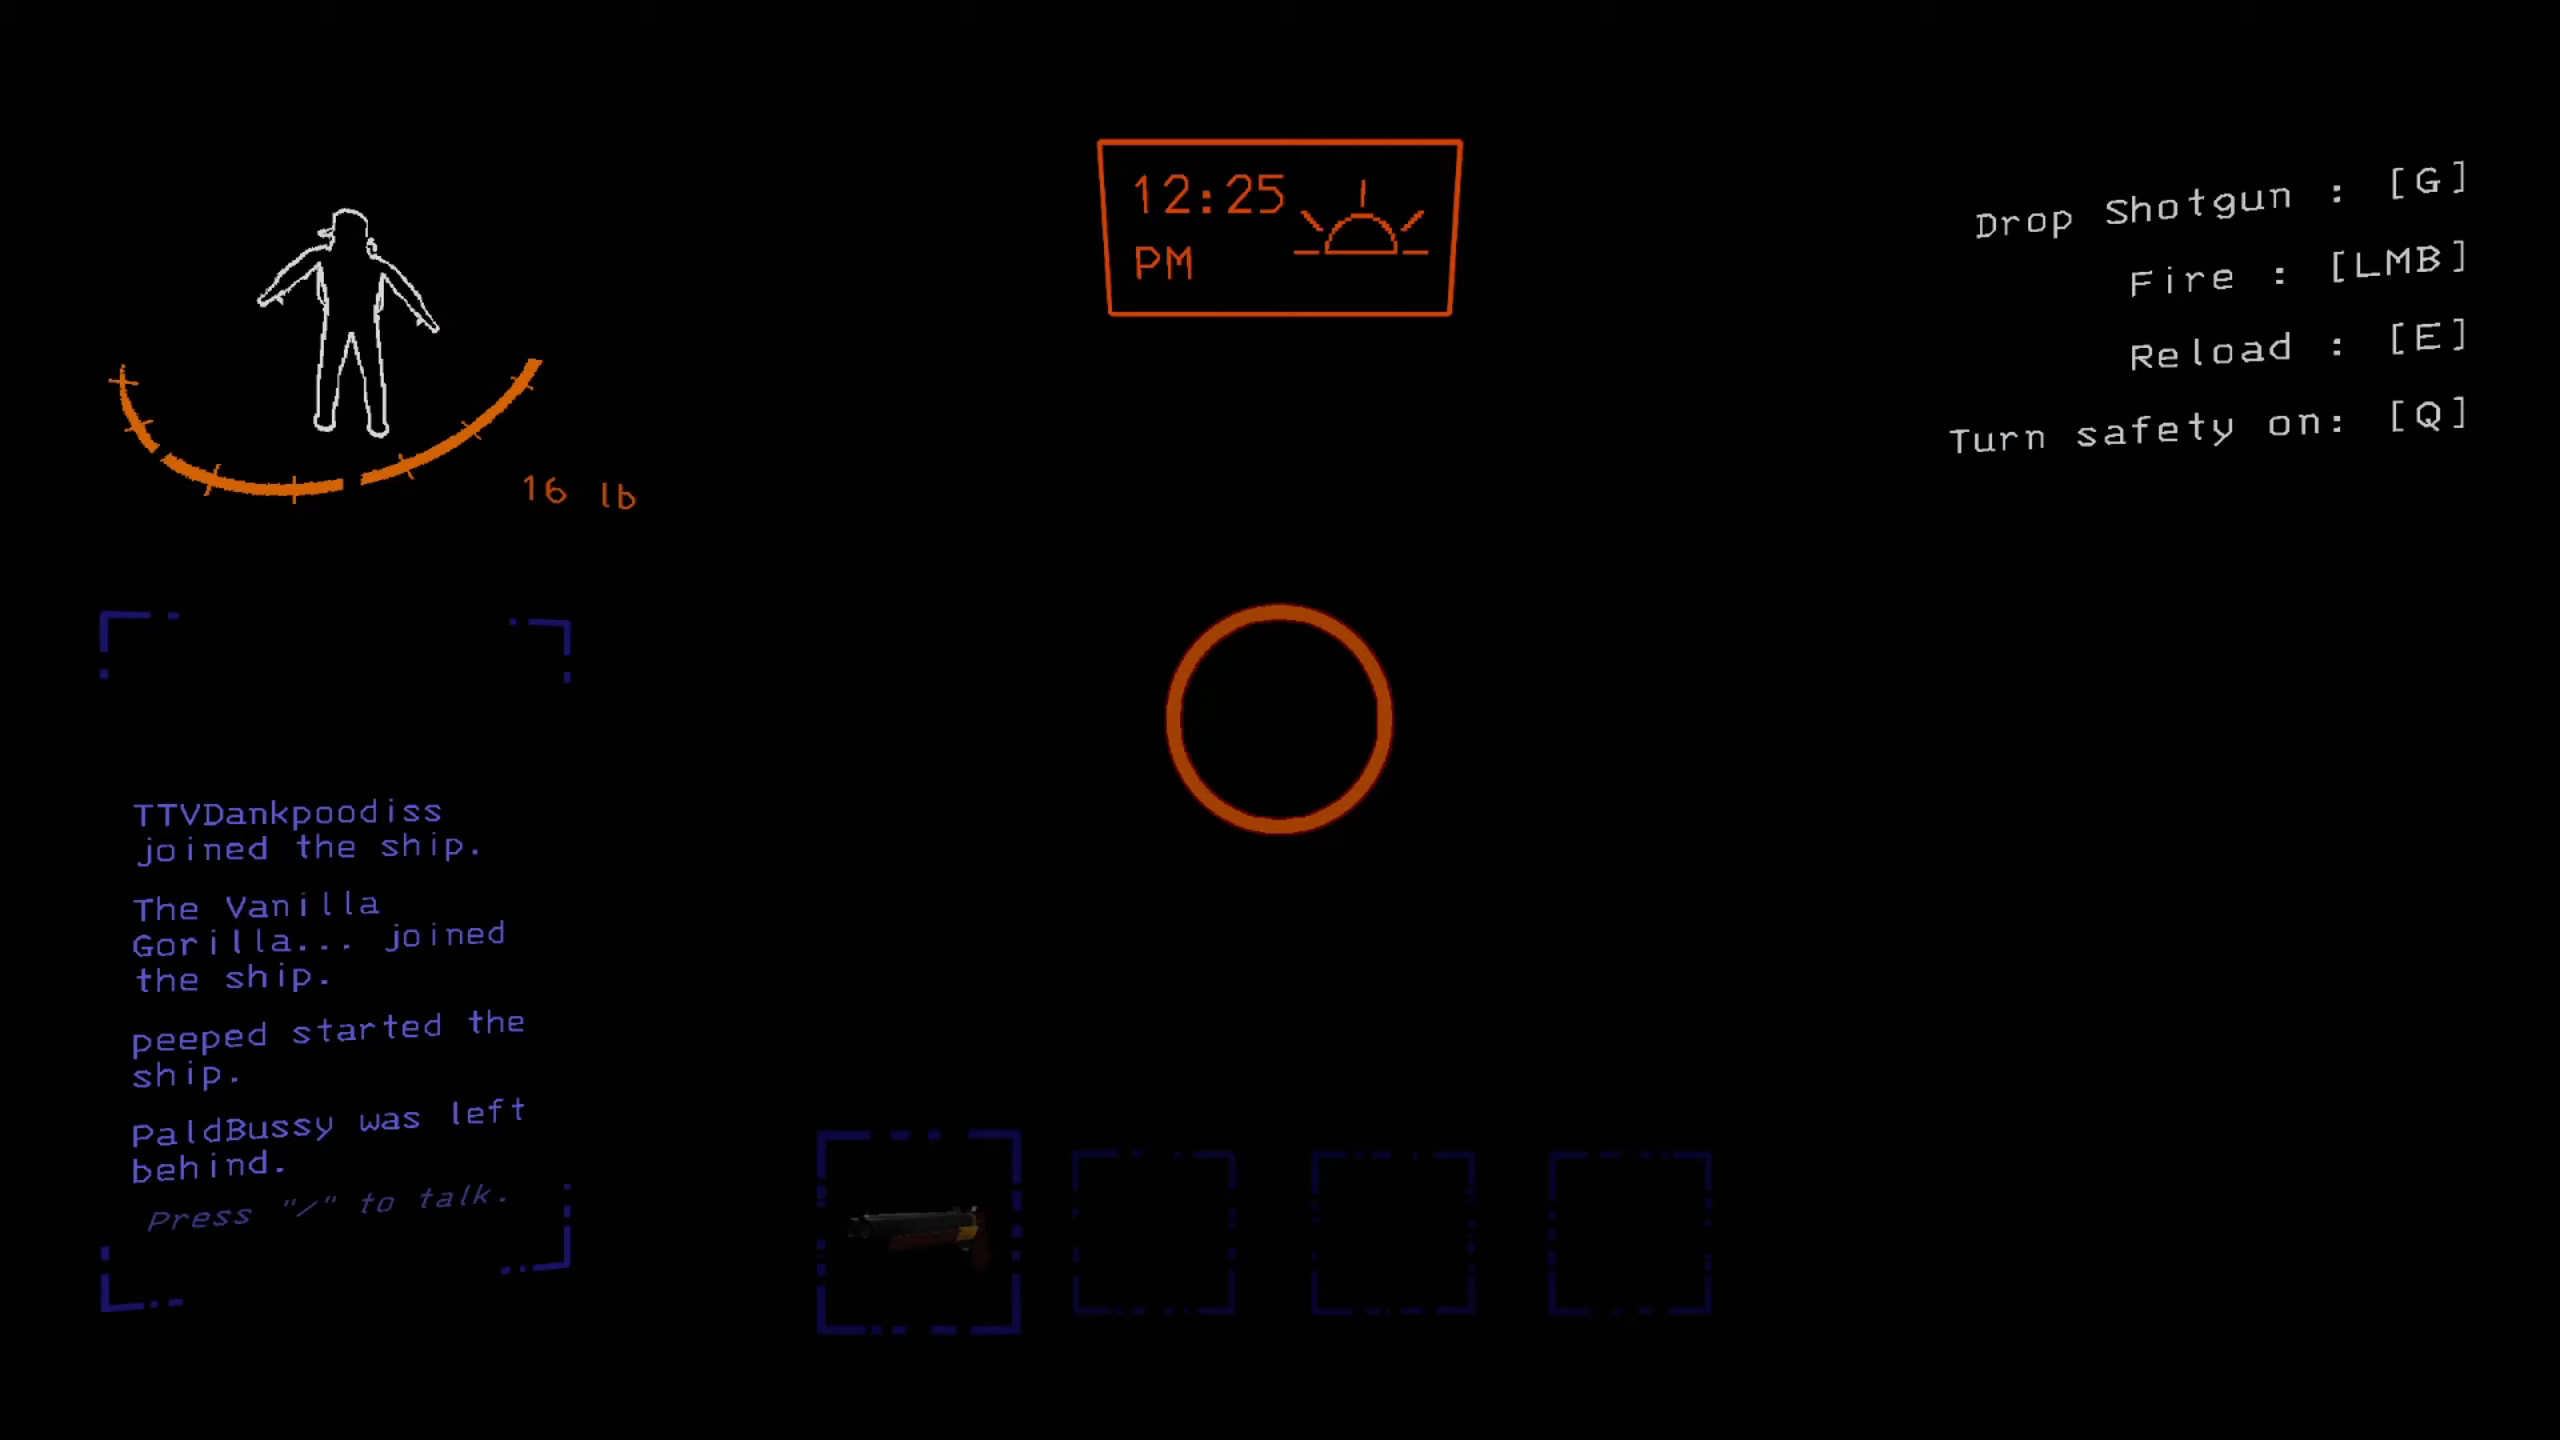 12:25
PM
Drop Shotgun : [G]
Fire : [LMB]
Reload : [E]
Turn safety on: [Q]
16 lb
TTVDankpoodiss
joined the ship.
The Vanilla
Gorilla... joined
the ship.
peeped started the
ship.
PaldBussy was left
behind.
Press "/" to talk.